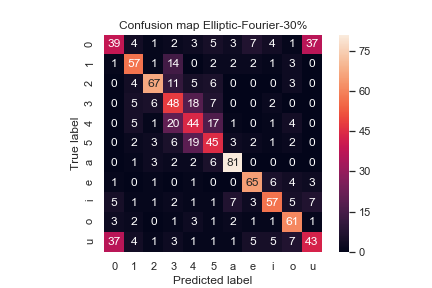 Confusion map Elliptic-Fourier-30%
0 39 4 1 2 3 5 3 7 4 1 37
1 1 57 1 14 0 2 2 1 1 3 0
2 0 4 67 11 5 6 0 0 0 3 0
3 0 5 6 48 18 7 0 0 2 0 0
4 0 5 1 20 44 17 1 0 1 4 0
5 0 2 3 6 19 45 3 2 1 2 0
a 0 1 3 2 2 6 81 0 0 0 0
e 1 0 1 0 1 0 0 65 6 4 3
i 5 1 1 2 1 1 7 3 57 5 7
o 3 2 0 1 3 1 2 1 1 61 1
u 37 4 1 3 1 1 1 5 5 7 43
0 1 2 3 4 5 a e i o u
Predicted label
True label
75
60
45
30
15
0